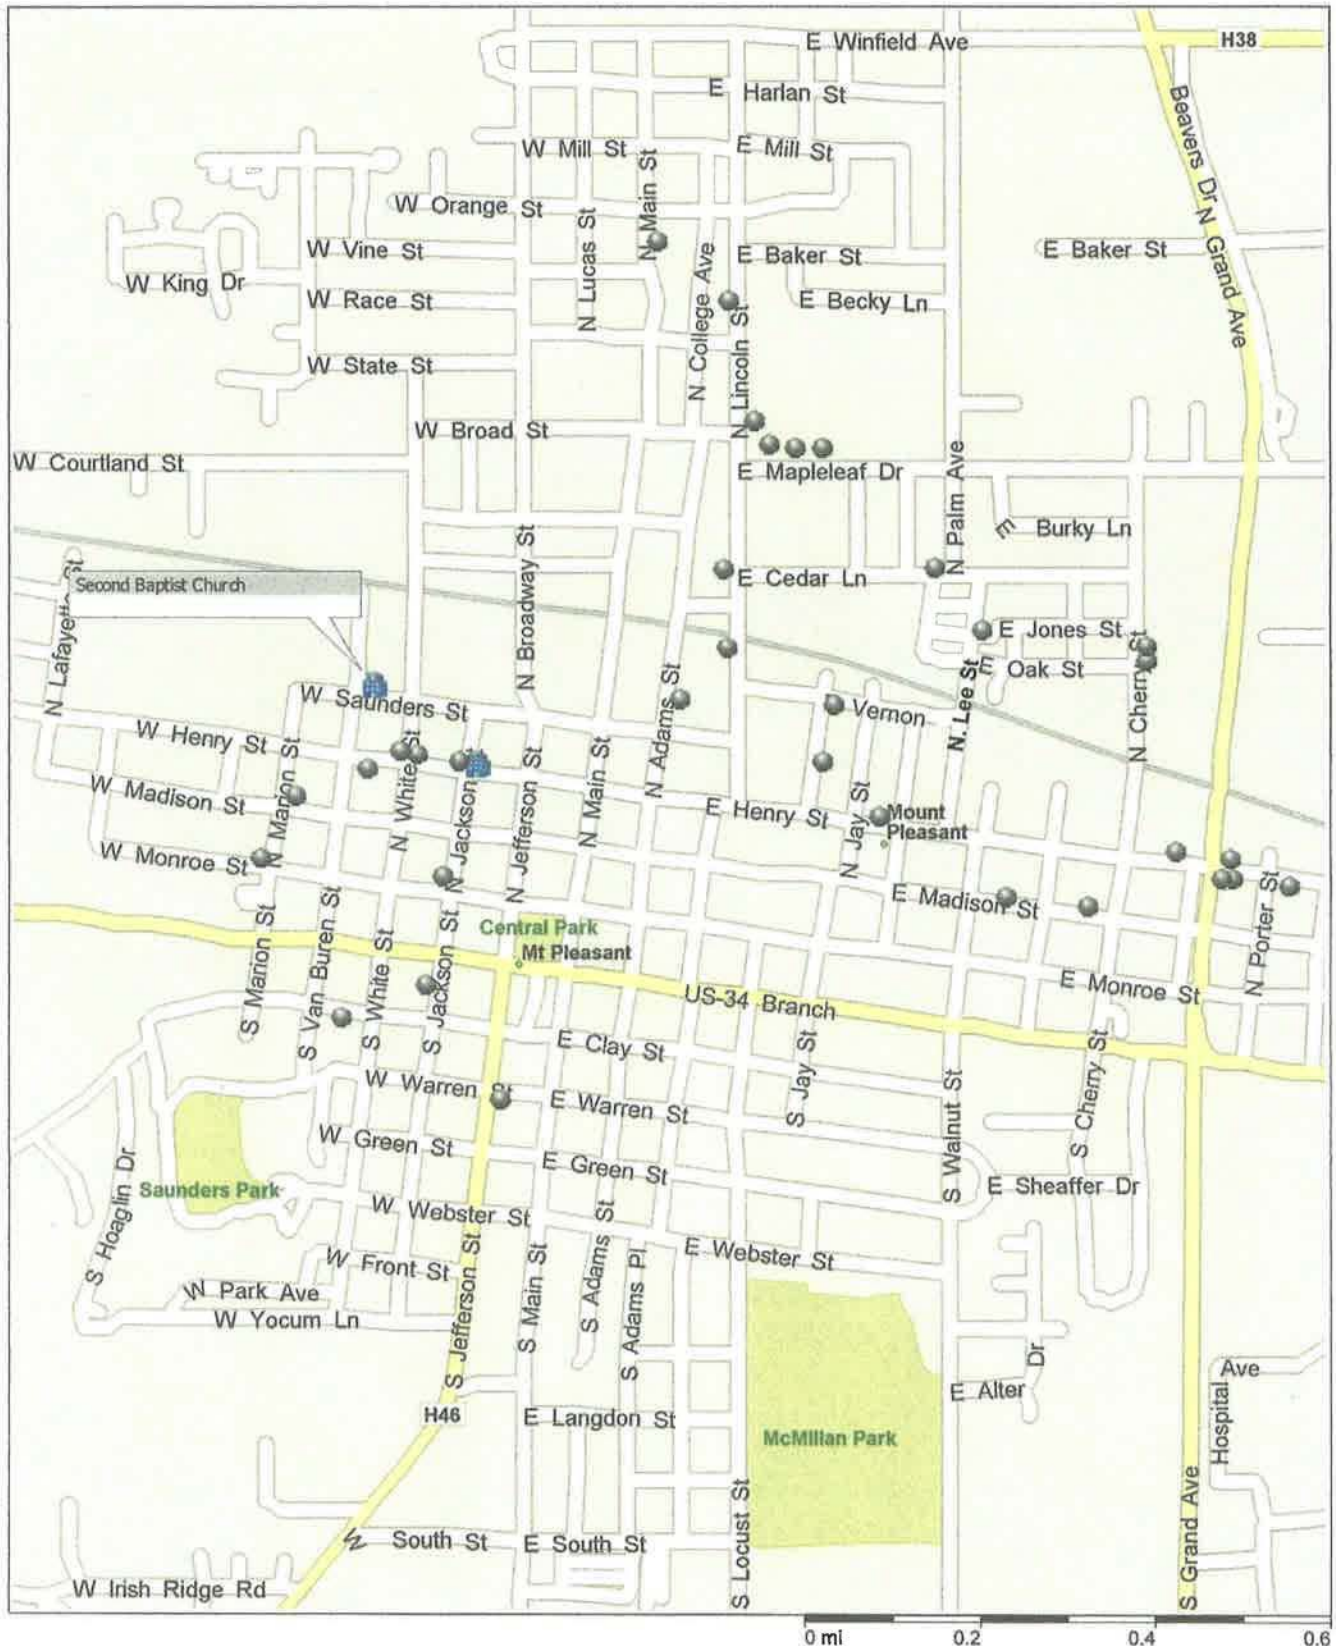 E Winfield Ave
H38
E Harlan St
Beavers Dr
W Mill St
E Mill St
N Main St
W Orange St
N Lucas St
N Grand Ave
W Vine St
N College Ave
E Baker St
E Baker St
W King Dr
W Race St
E Becky Ln
N Lincoln St
W State St
W Broad St
W Courtland St
E Mapleleaf Dr
N Palm Ave
E Burky Ln
N Broadway St
Second Baptist Church
E Cedar Ln
N Lafayette St
E Jones St
E Oak St
N Cherry St
N. Lee St
W Saunders St
N Adams St
Vernon
W Henry St
N Marion St
N White St
N Jackson St
N Jefferson St
N Main St
W Madison St
E Henry St
N Jay St
Mount
Pleasant
W Monroe St
E Madison St
N Porter St
Central Park
Mt Pleasant
S Marion St
S Van Buren St
S White St
S Jackson St
E Monroe St
US-34 Branch
E Clay St
S Jay St
S Cherry St
W Warren St
E Warren St
S Walnut St
W Green St
E Green St
Saunders Park
E Sheaffer Dr
S Hoaglin Dr
W Webster St
S Adams St
E Webster St
W Front St
S Jefferson St
S Main St
S Adams Pl
W Park Ave
W Yocum Ln
E Alter Dr
Hospital Ave
H46
E Langdon St
McMillan Park
S Locust St
S Grand Ave
W South St
E South St
W Irish Ridge Rd
0 mi 0.2 0.4 0.6